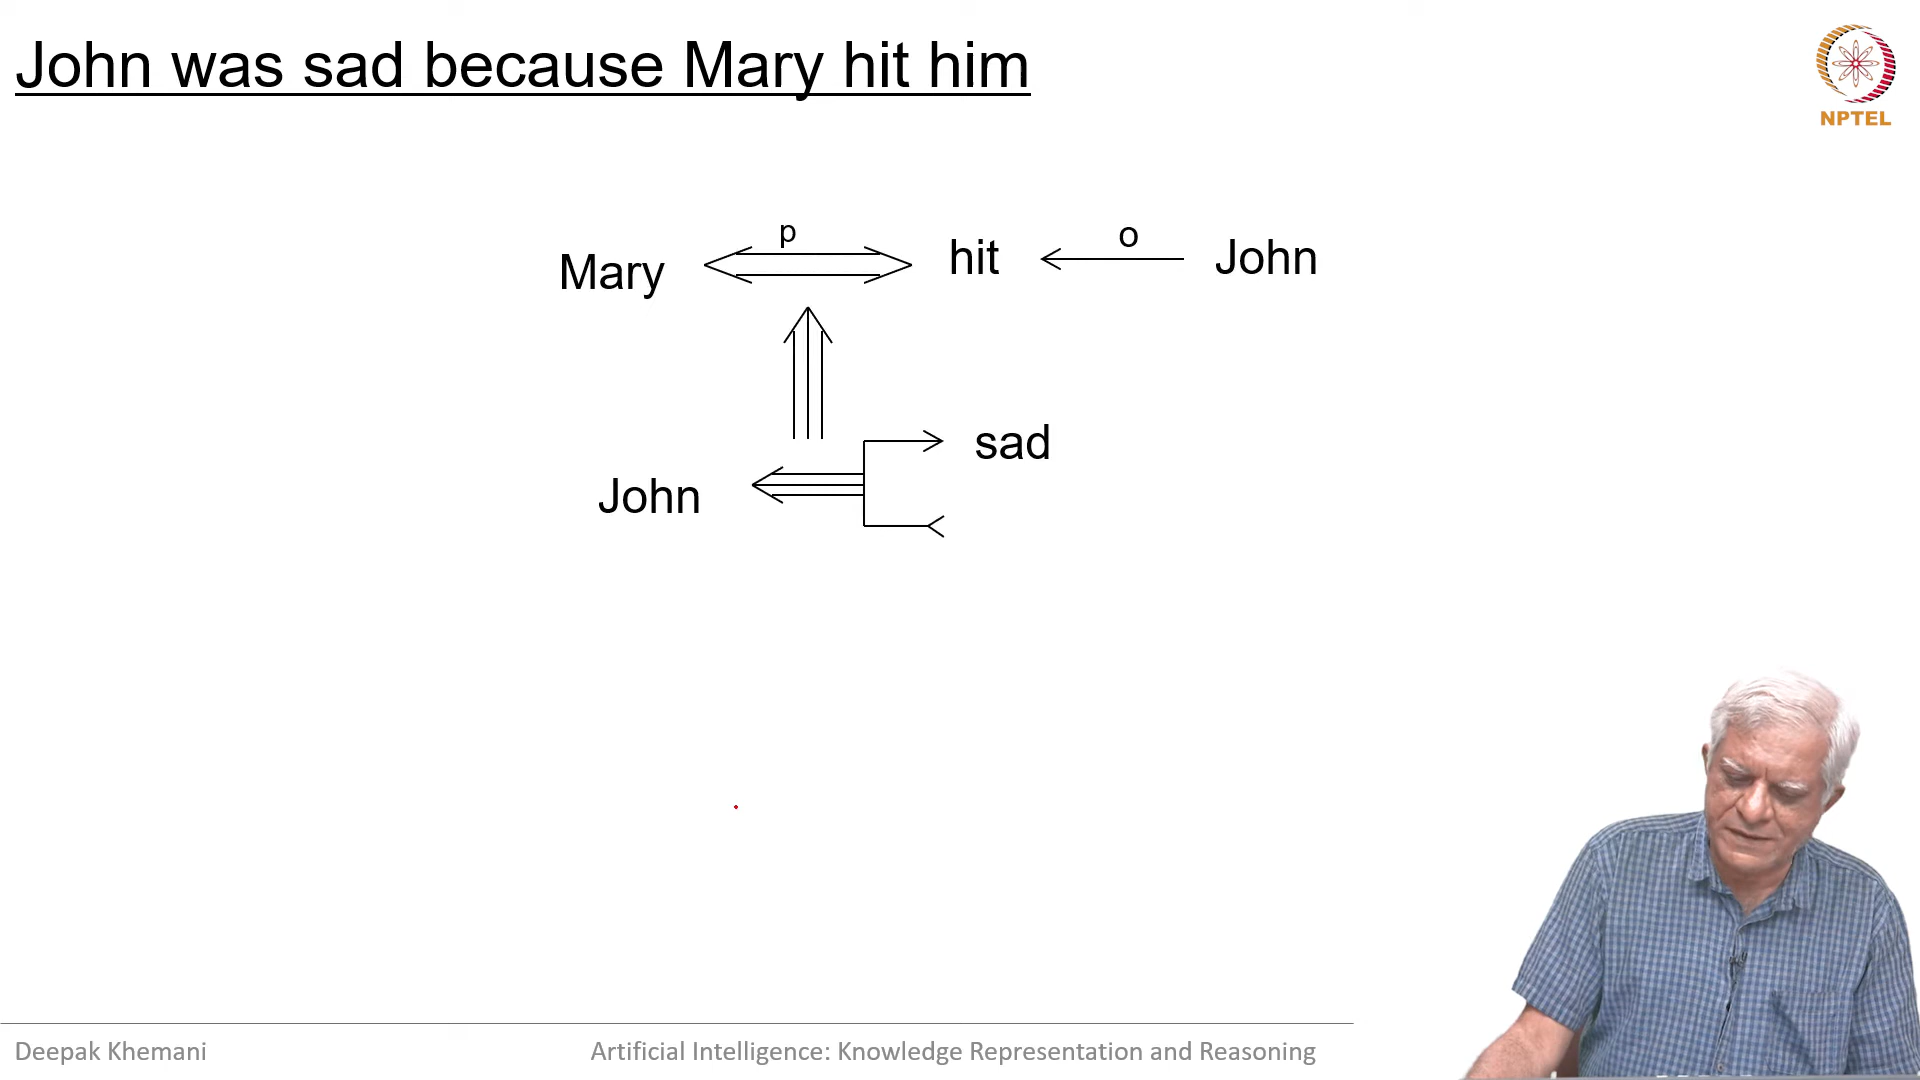 John was sad because Mary hit him
NPTEL
p
o
Mary
hit
John
sad
John
Deepak Khemani
Artificial Intelligence: Knowledge Representation and Reasoning